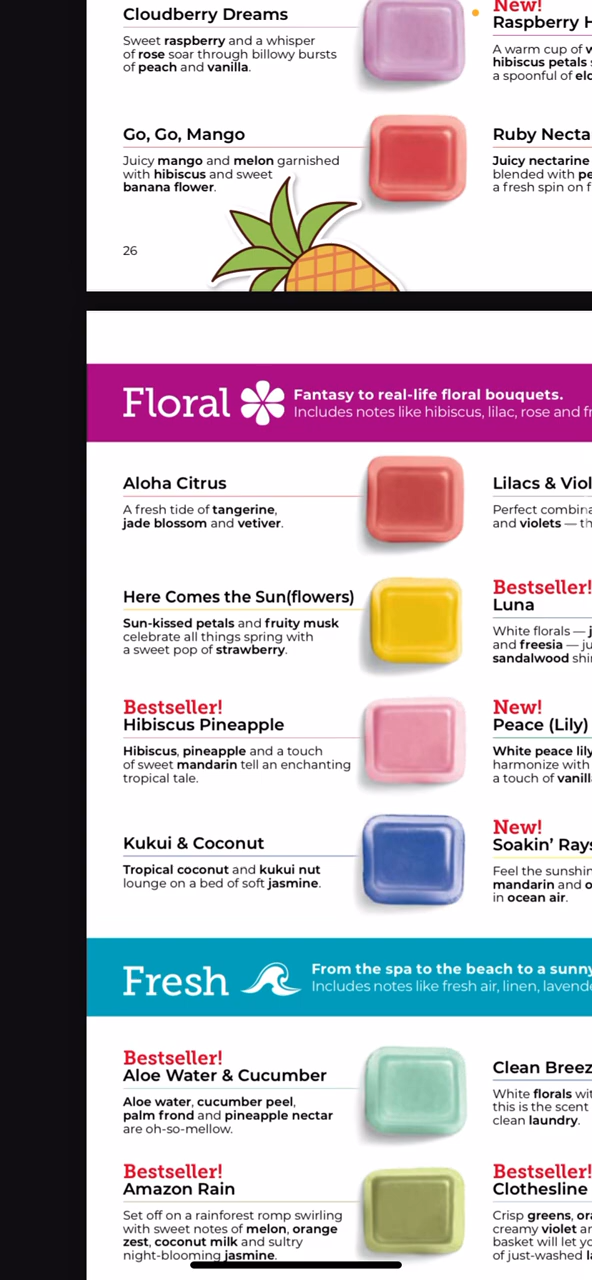 Cloudberry Dreams
Sweet raspberry and a whisper
of rose soar through billowy bursts
of peach and vanilla.
New!
Raspberry
A warm cup of
hibiscus petals
a spoonful of
Go, Go, Mango
Juicy mango and melon garnished
with hibiscus and sweet
banana flower.
Ruby
Juicy nectarine
blended with
a fresh spin on
26
Floral
Fantasy to real-life floral bouquets.
Includes notes like hibiscus, lilac, rose and
Aloha Citrus
A fresh tide of tangerine,
jade blossom and vetiver.
Lilacs &
Perfect
and violets —
Here Comes the Sun(flowers)
Sun-kissed petals and fruity musk
celebrate all things spring with
a sweet pop of strawberry.
Bestseller!
Luna
White florals —
and freesia —
sandalwood
Bestseller!
Hibiscus Pineapple
Hibiscus, pineapple and a touch
of sweet mandarin tell an enchanting
tropical tale.
New!
Peace (Lily)
White peace lily
harmonize with
a touch of
Kukui & Coconut
Tropical coconut and kukui nut
lounge on a bed of soft jasmine.
New!
Soakin’
Feel the
mandarin and
in ocean air.
Fresh
From the spa to the beach to a sunny
Includes notes like fresh air, linen,
Bestseller!
Aloe Water & Cucumber
Aloe water, cucumber peel,
palm frond and pineapple nectar
are oh-so-mellow.
Clean
White florals
this is the scent
clean laundry.
Bestseller!
Amazon Rain
Set off on a rainforest romp swirling
with sweet notes of melon, orange
zest, coconut milk and sultry
night-blooming jasmine.
Bestseller!
Clothesline
Crisp greens,
creamy violet
basket will let
of just-washed